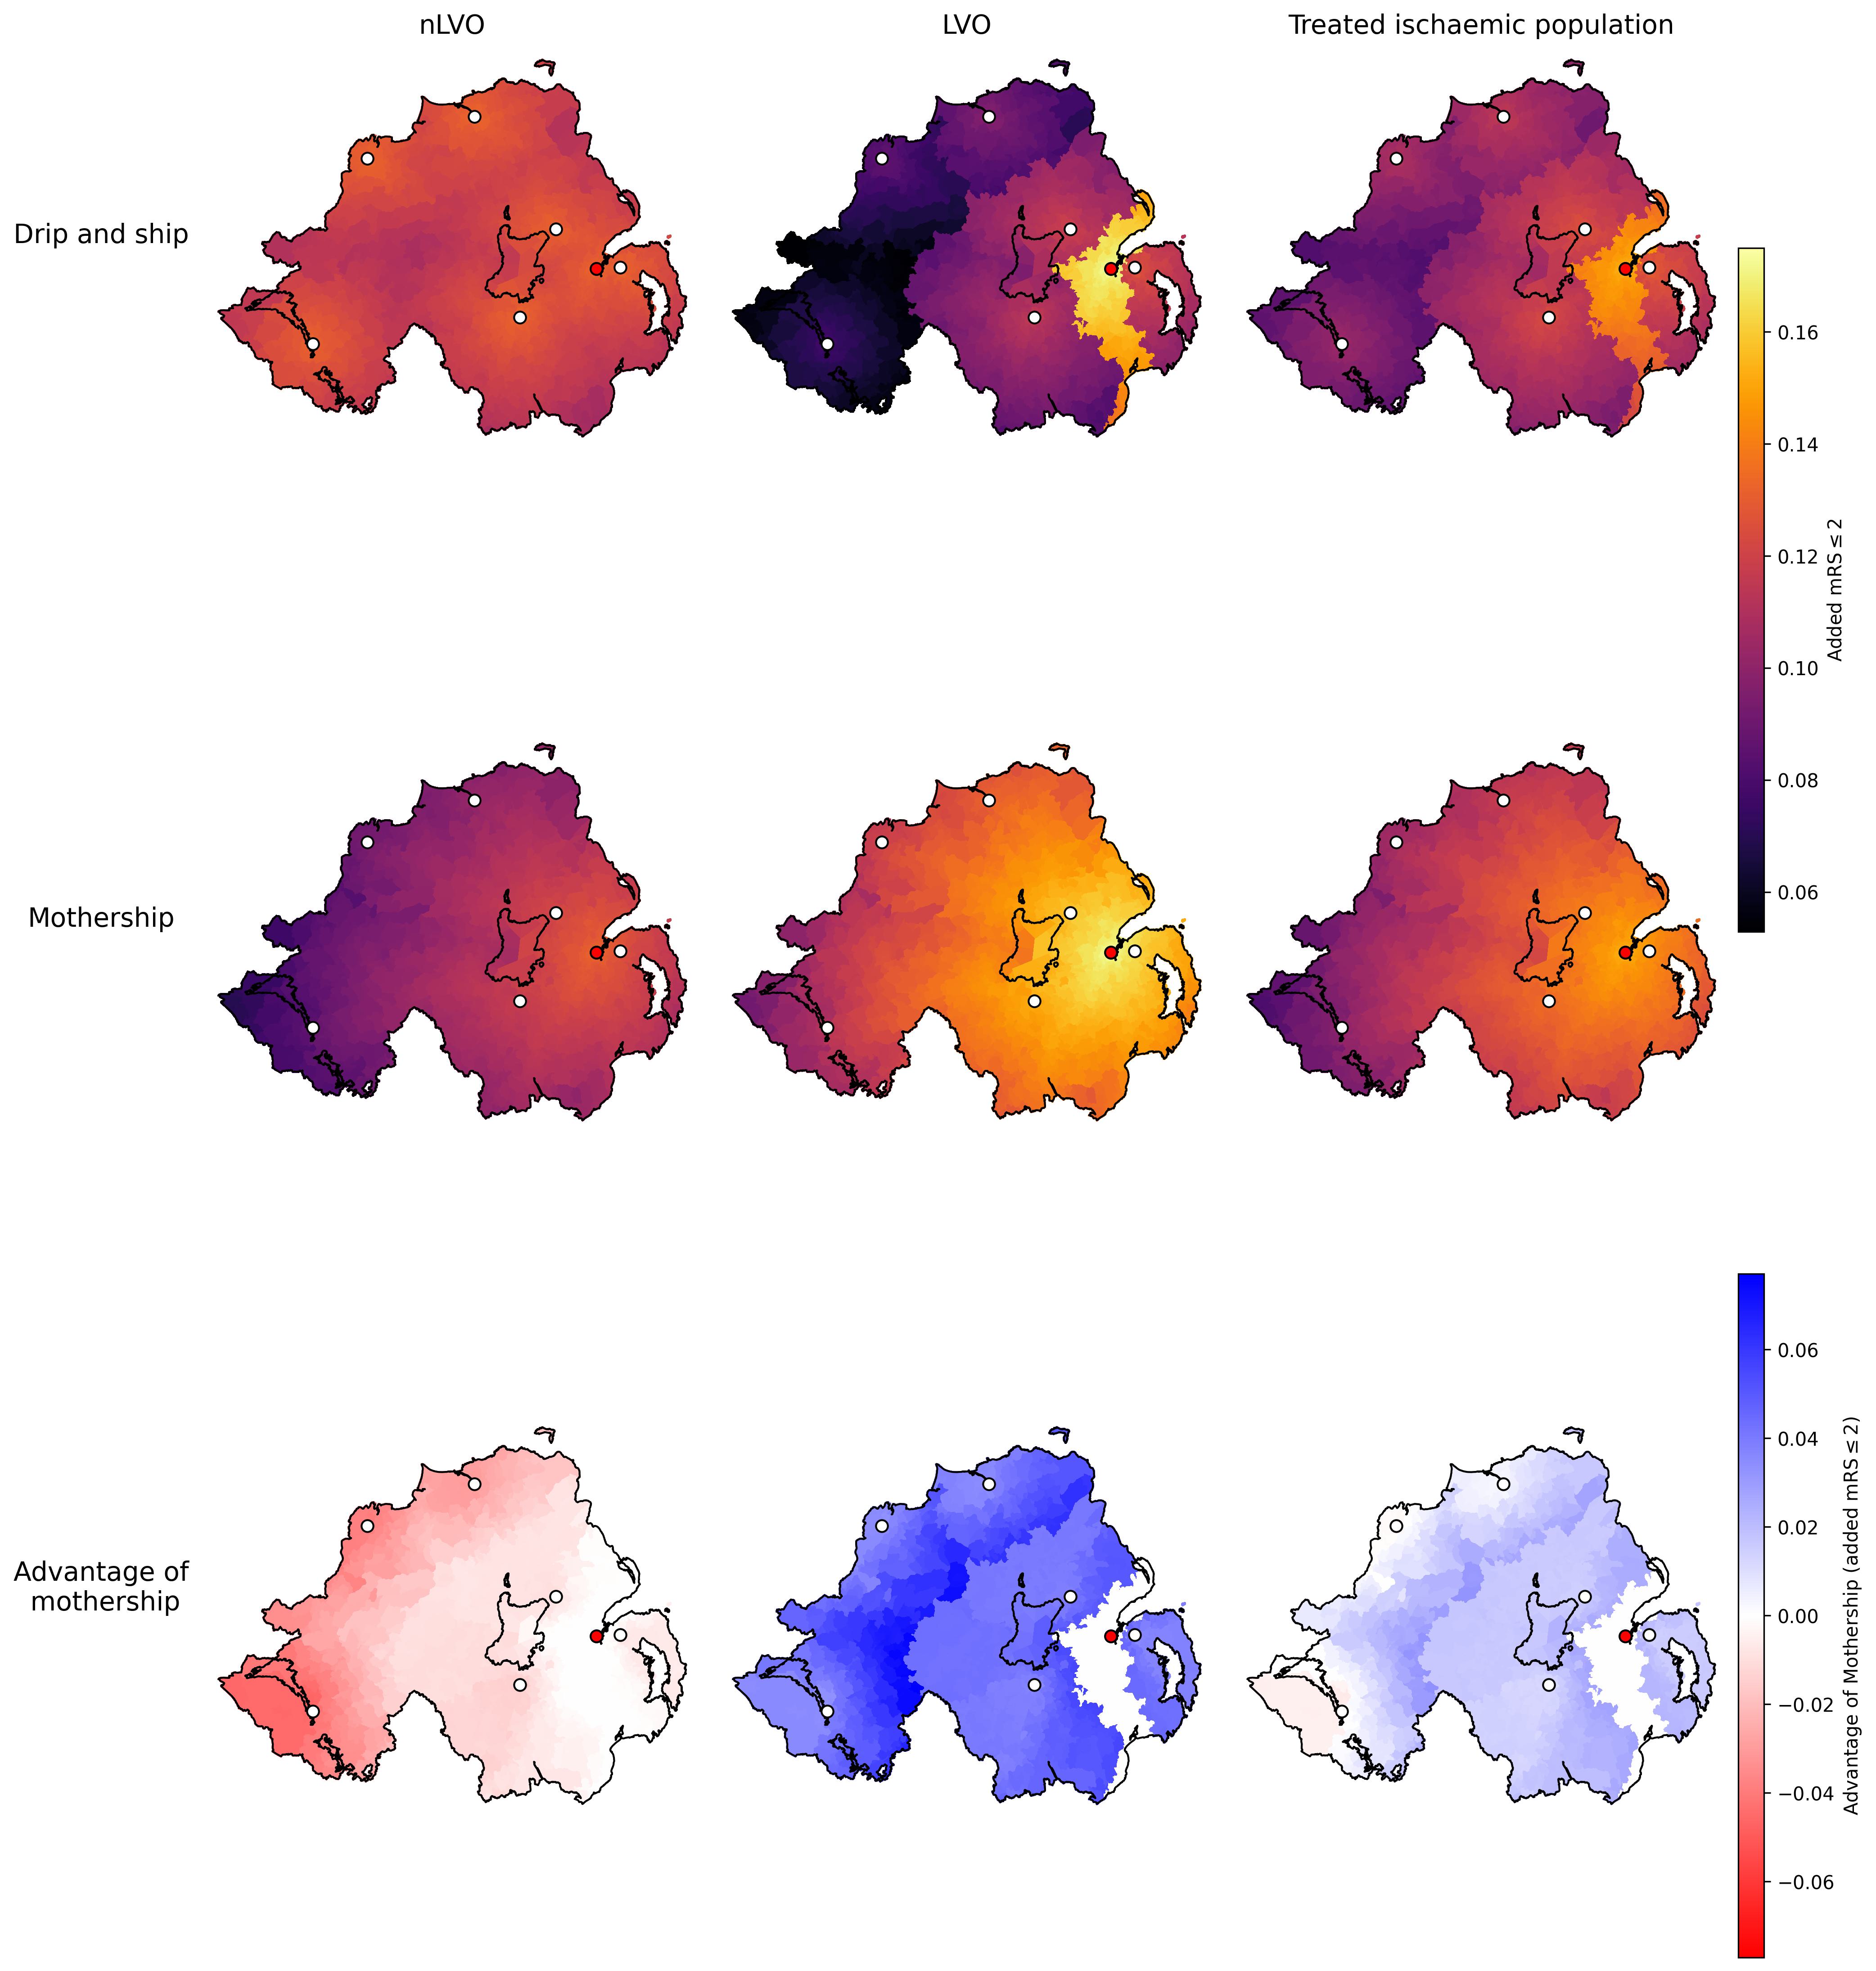 nLVO
LVO
Treated ischaemic population
Drip and ship
0.16
0.14
0.12
0.10
0.08
0.06
Added mRS ≤ 2
Mothership
Advantage of
mothership
0.06
0.04
0.02
0.00
−0.02
−0.04
−0.06
Advantage of Mothership (added mRS ≤ 2)